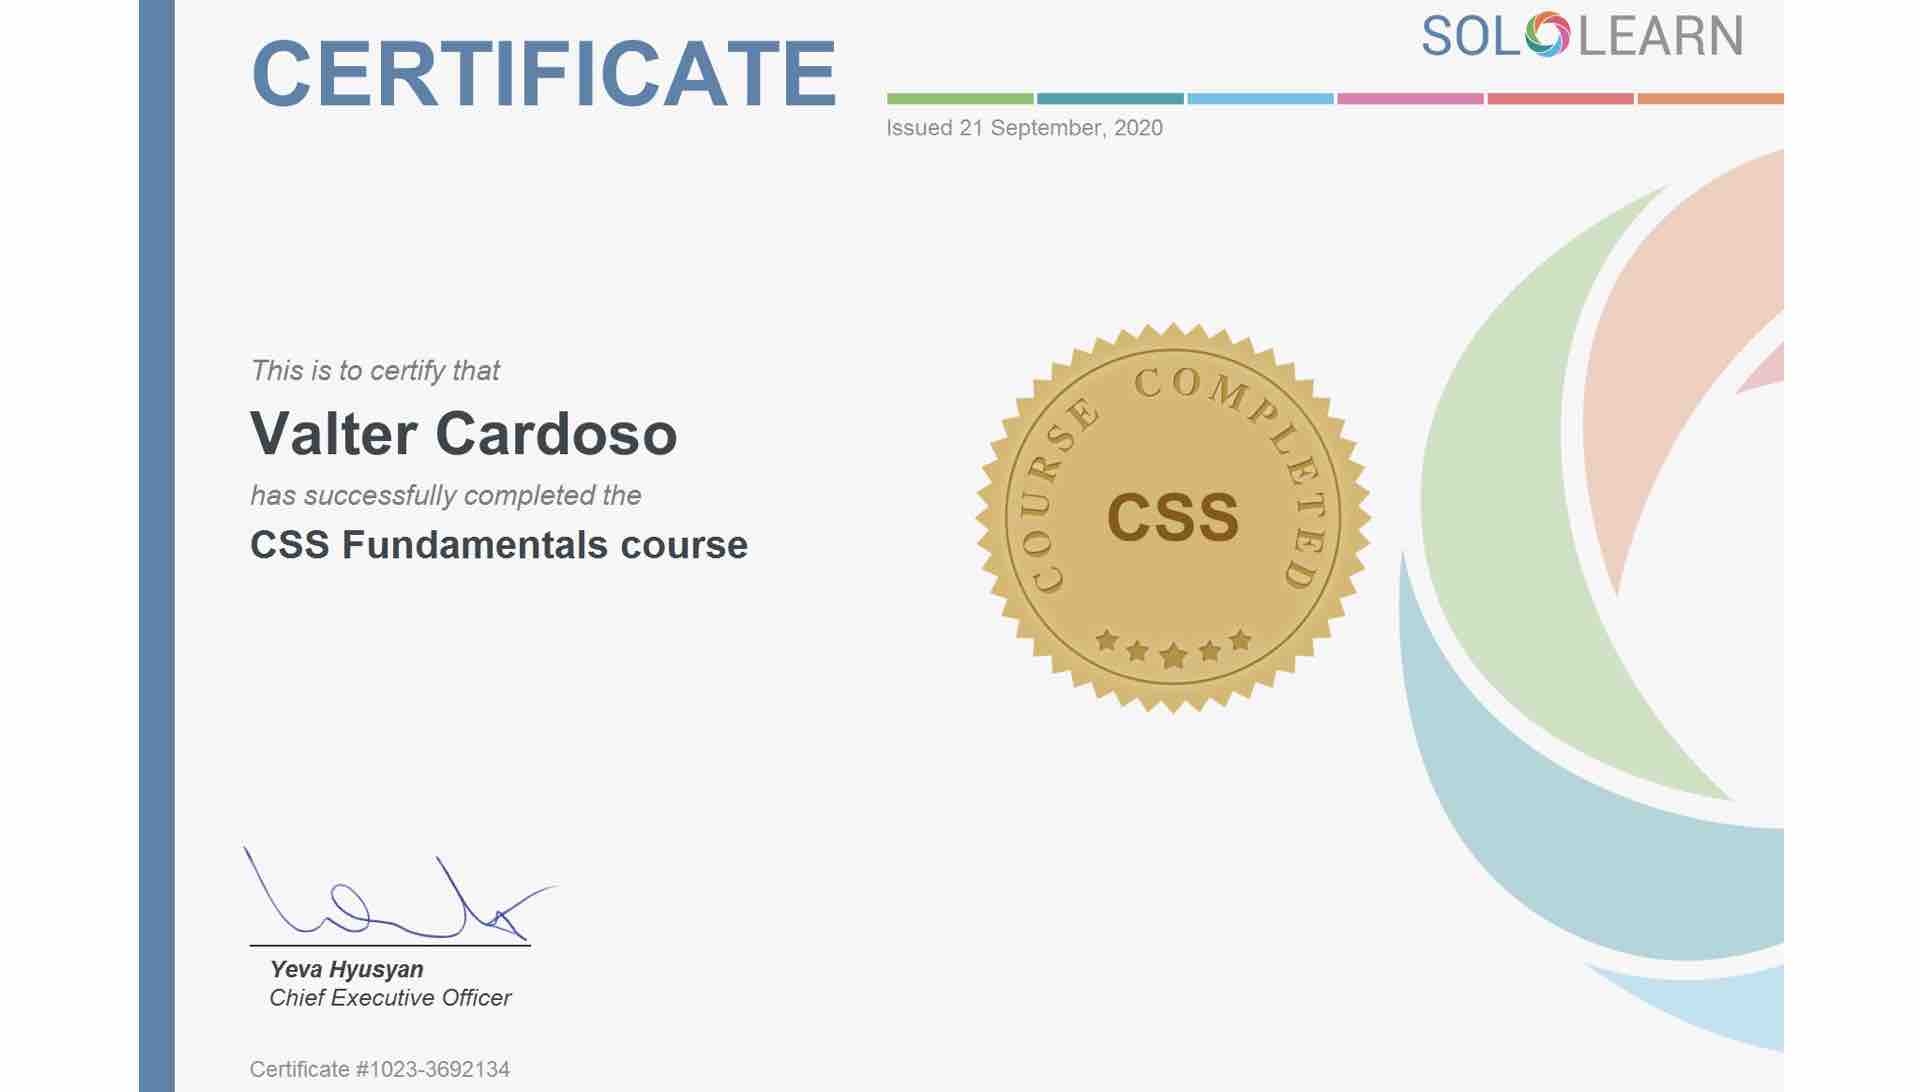 CERTIFICATE
SOLOLEARN
Issued 21 September, 2020
This is to certify that
Valter Cardoso
has successfully completed the
CSS Fundamentals course
COURSE COMPLETED
CSS
Yeva Hyusyan
Chief Executive Officer
Certificate #1023-3692134